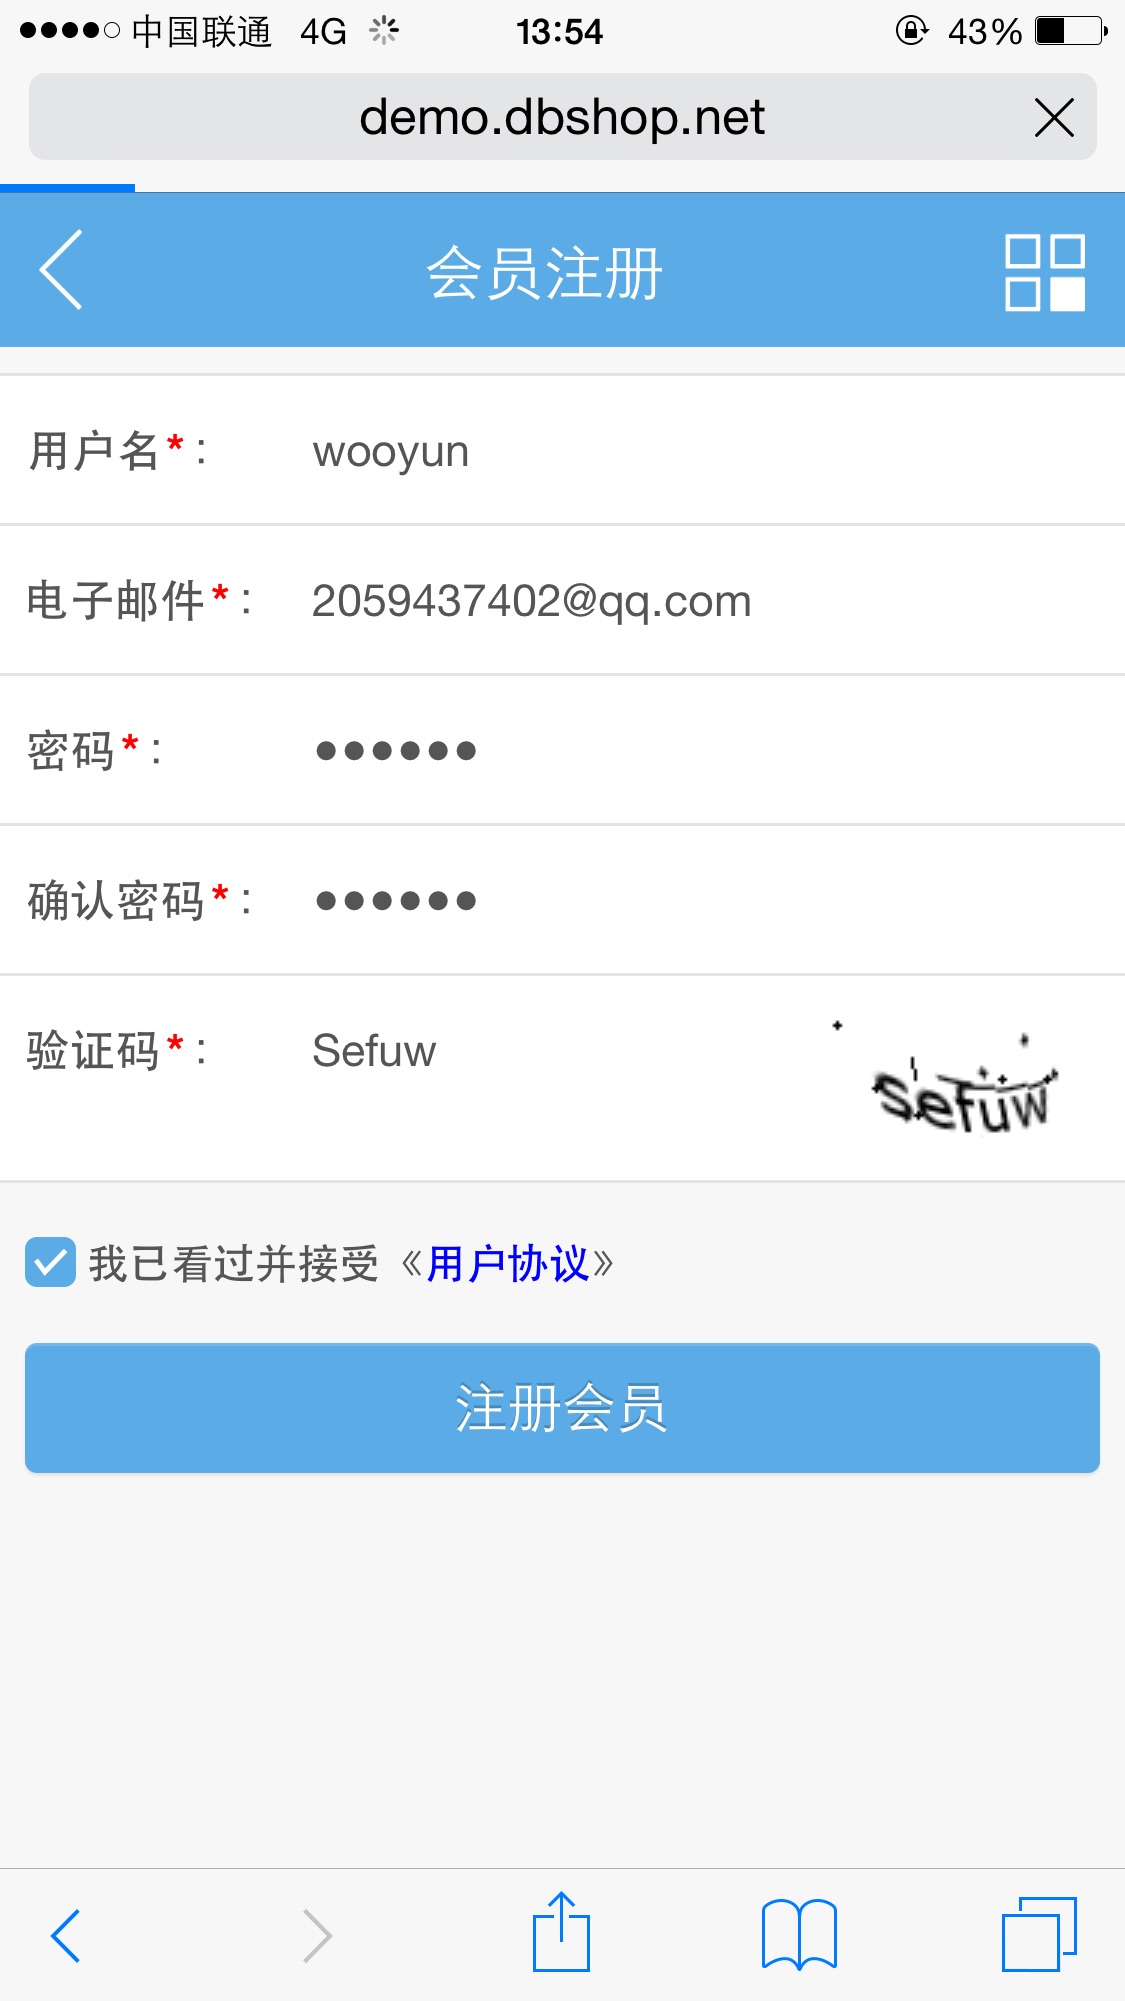 中国联通 4G 13:54 43%
demo.dbshop.net
会员注册
用户名*: wooyun
电子邮件*: 2059437402@qq.com
密码*: ●●●●●●
确认密码*: ●●●●●●
验证码*: Sefuw
sefuw
我已看过并接受《用户协议》
注册会员